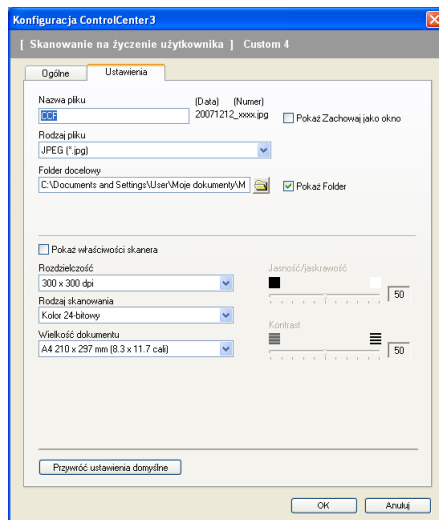 Konfiguracja ControlCenter3
[ Skanowanie na życzenie użytkownika ] Custom 4
Ogólne Ustawienia
Nazwa pliku (Data) (Numer)
CCF 20071212_xxxx.jpg Pokaż Zachowaj jako okno
Rodzaj pliku
JPEG (*.jpg)
Folder docelowy
C:\Documents and Settings\User\Moje dokumenty\M Pokaż Folder
Pokaż właściwości skanera
Rozdzielczość Jasność/jaskrawość
300 x 300 dpi 50
Rodzaj skanowania
Kolor 24-bitowy
Wielkość dokumentu Kontrast
A4 210 x 297 mm (8.3 x 11.7 cali) 50
Przywróć ustawienia domyślne
OK Anuluj